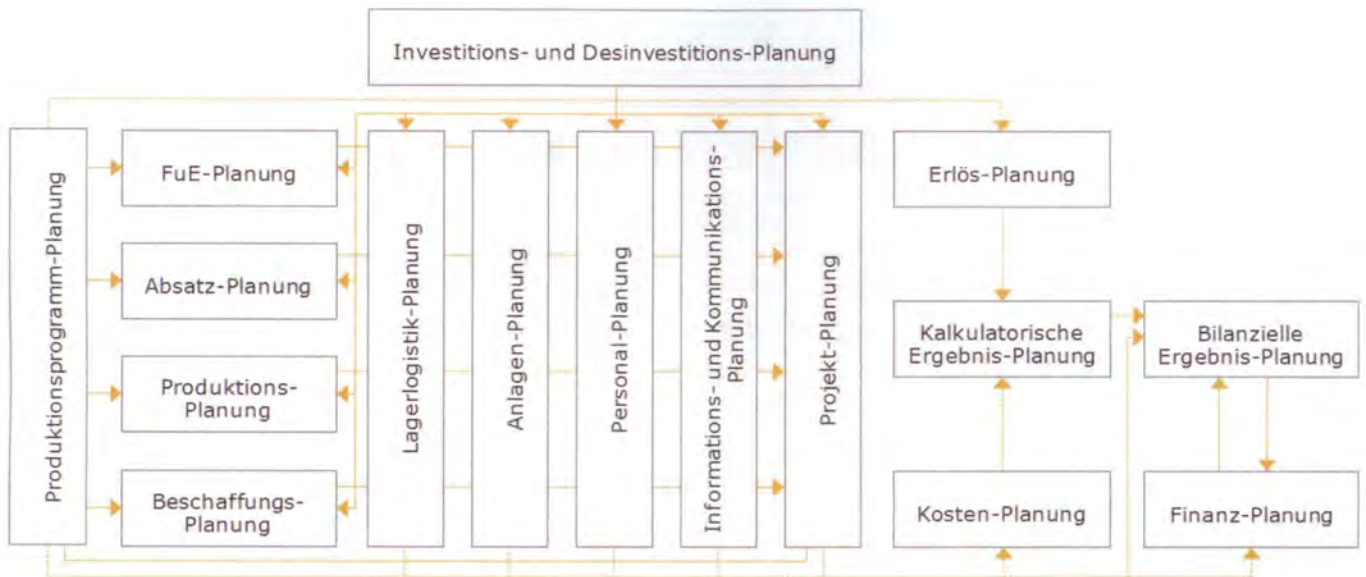 Investitions- und Desinvestitions-Planung
Produktionsprogramm-Planung
FuE-Planung
Absatz-Planung
Produktions-
Planung
Beschaffungs-
Planung
Lagerlogistik-Planung
Anlagen-Planung
Personal-Planung
Informations- und Kommunikations-
Planung
Projekt-Planung
Erlös-Planung
Kalkulatorische
Ergebnis-Planung
Bilanzielle
Ergebnis-Planung
Kosten-Planung
Finanz-Planung